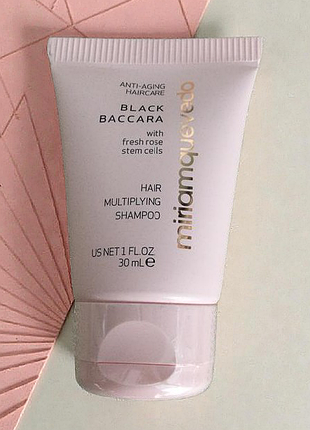 ANTI-AGING
HAIRCARE
BLACK
BACCARA
with
fresh rose
stem cells
HAIR
MULTIPLYING
SHAMPOO
US NET 1 FL.OZ
30 mL ℮
miriamquevedo